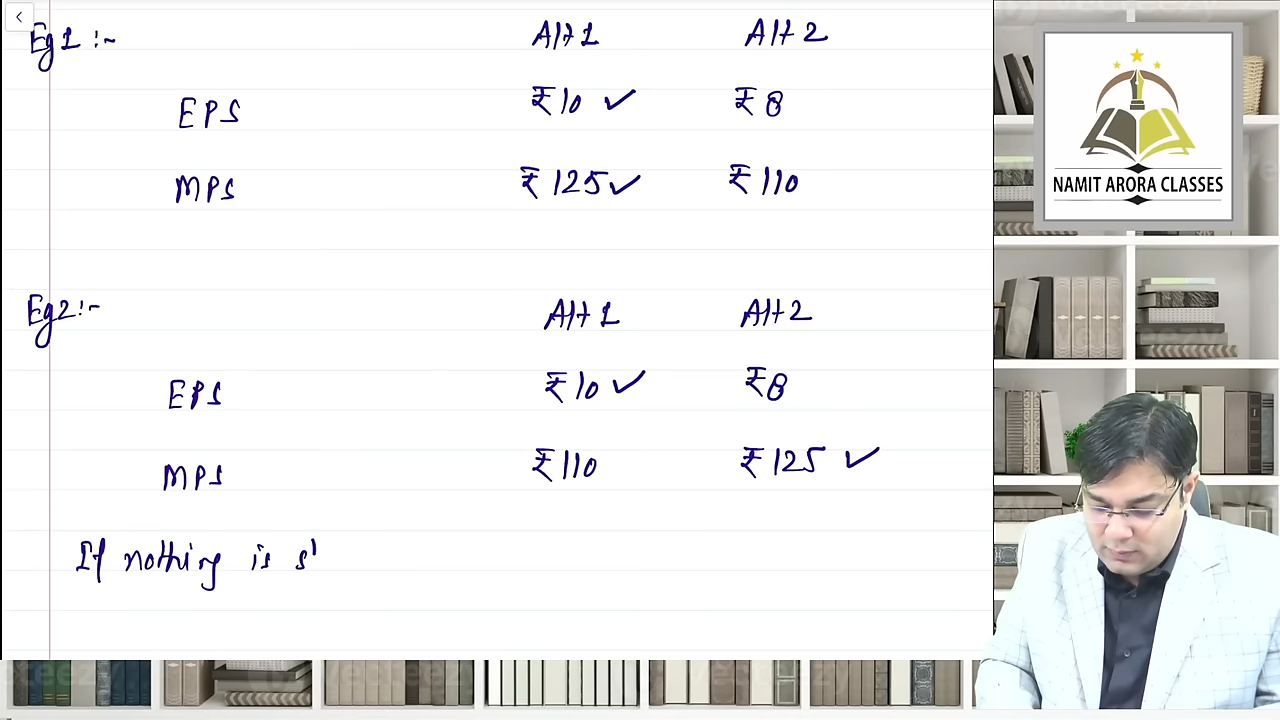 Eg1 :-
Alt 1 Alt 2
EPS ₹10 ✓ ₹8
MPS ₹125 ✓ ₹110
Eg2 :-
Alt 1 Alt 2
EPS ₹10 ✓ ₹8
MPS ₹110 ₹125 ✓
If nothing is
NAMIT ARORA CLASSES